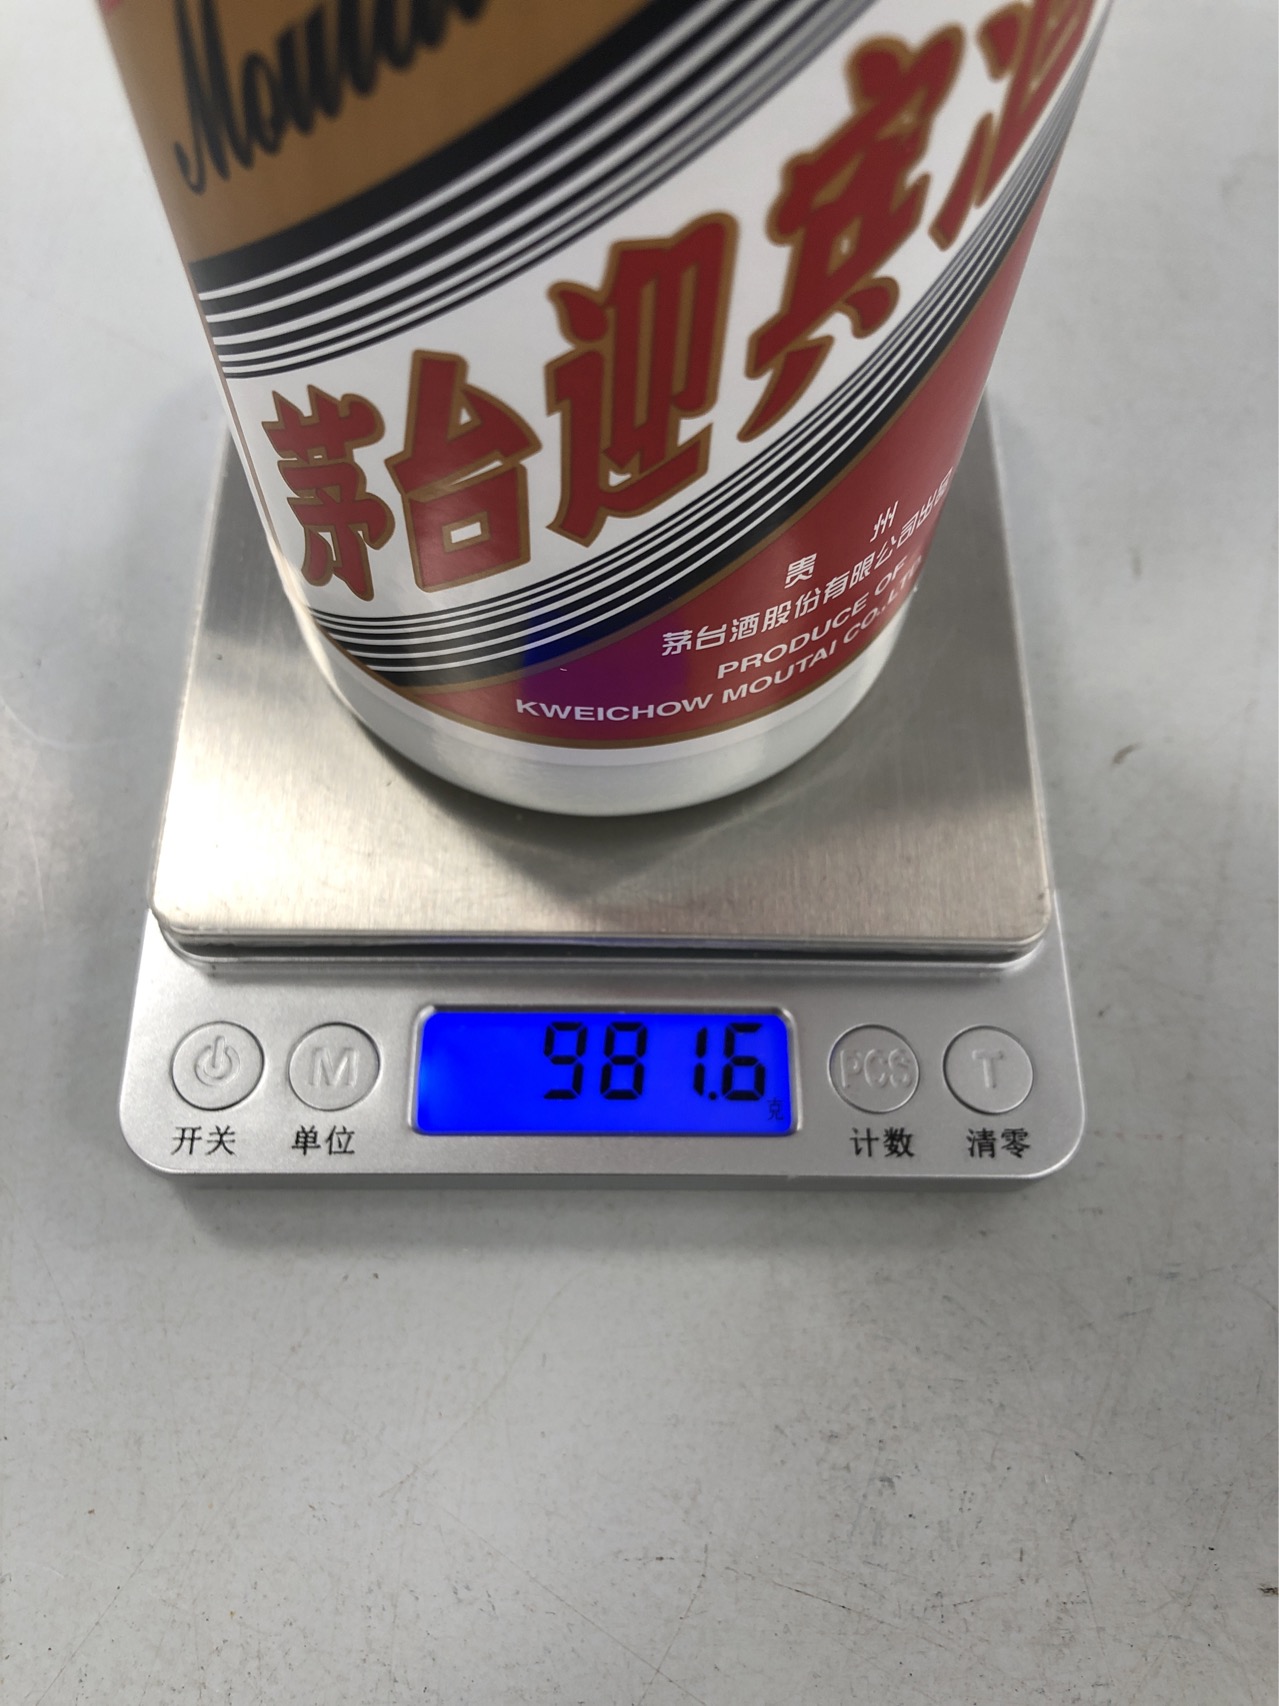 茅台迎宾酒
贵 州
茅台酒股份有限公司出品
PRODUCE OF
KWEICHOW MOUTAI CO.,LTD
981.6
克
M
PCS
T
开关
单位
计数
清零